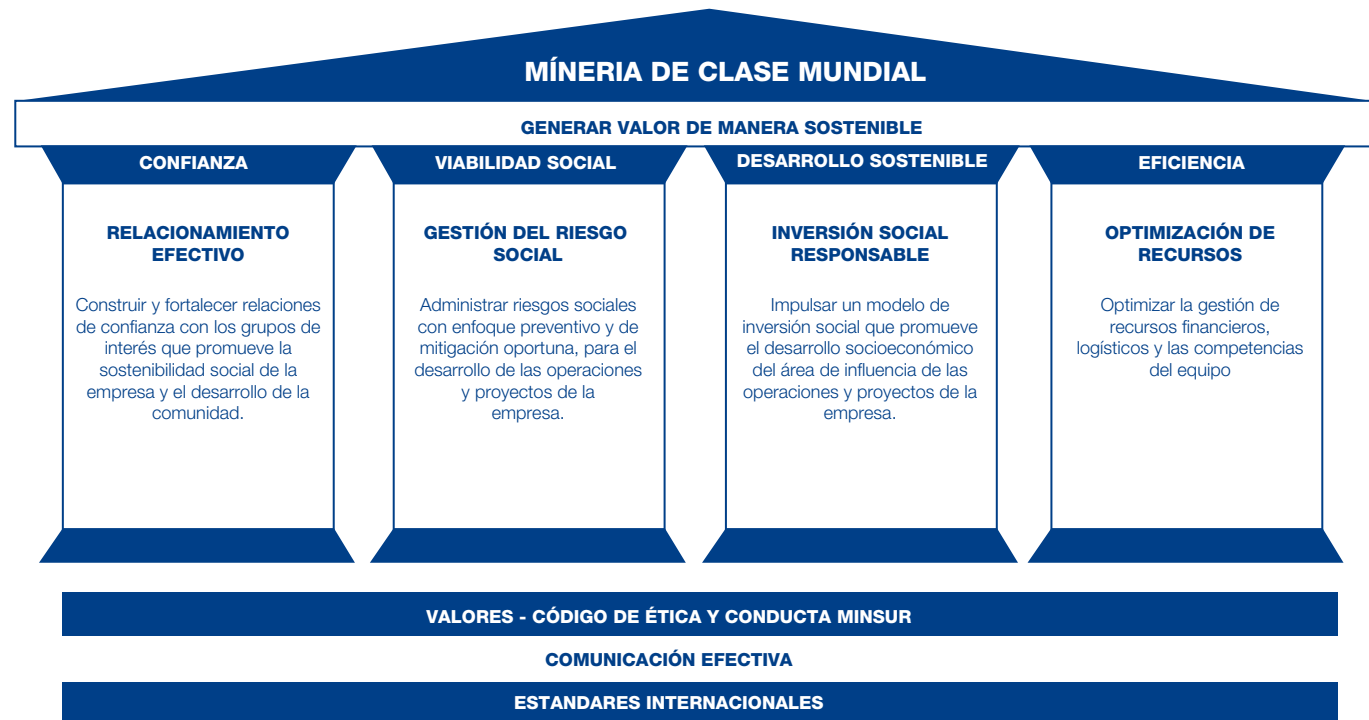 MÍNERIA DE CLASE MUNDIAL
GENERAR VALOR DE MANERA SOSTENIBLE
CONFIANZA
RELACIONAMIENTO
EFECTIVO
Construir y fortalecer relaciones
de confianza con los grupos de
interés que promueve la
sostenibilidad social de la
empresa y el desarrollo de la
comunidad.
VIABILIDAD SOCIAL
GESTIÓN DEL RIESGO
SOCIAL
Administrar riesgos sociales
con enfoque preventivo y de
mitigación oportuna, para el
desarrollo de las operaciones
y proyectos de la
empresa.
DESARROLLO SOSTENIBLE
INVERSIÓN SOCIAL
RESPONSABLE
Impulsar un modelo de
inversión social que promueve
el desarrollo socioeconómico
del área de influencia de las
operaciones y proyectos de la
empresa.
EFICIENCIA
OPTIMIZACIÓN DE
RECURSOS
Optimizar la gestión de
recursos financieros,
logísticos y las competencias
del equipo
VALORES - CÓDIGO DE ÉTICA Y CONDUCTA MINSUR
COMUNICACIÓN EFECTIVA
ESTANDARES INTERNACIONALES